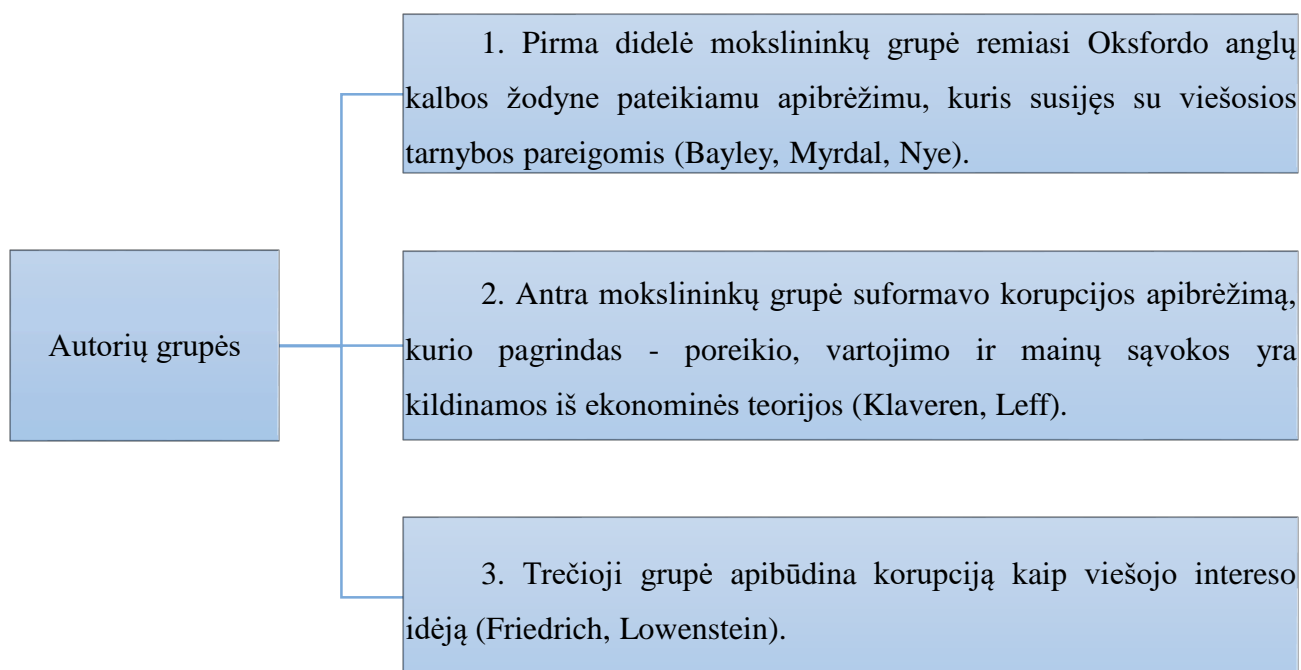 1. Pirma didelė mokslininkų grupė remiasi Oksfordo anglų
kalbos žodyne pateikiamu apibrėžimu, kuris susijęs su viešosios
tarnybos pareigomis (Bayley, Myrdal, Nye).
Autorių grupės
2. Antra mokslininkų grupė suformavo korupcijos apibrėžimą,
kurio pagrindas - poreikio, vartojimo ir mainų sąvokos yra
kildinamos iš ekonominės teorijos (Klaveren, Leff).
3. Trečioji grupė apibūdina korupciją kaip viešojo intereso
idėją (Friedrich, Lowenstein).